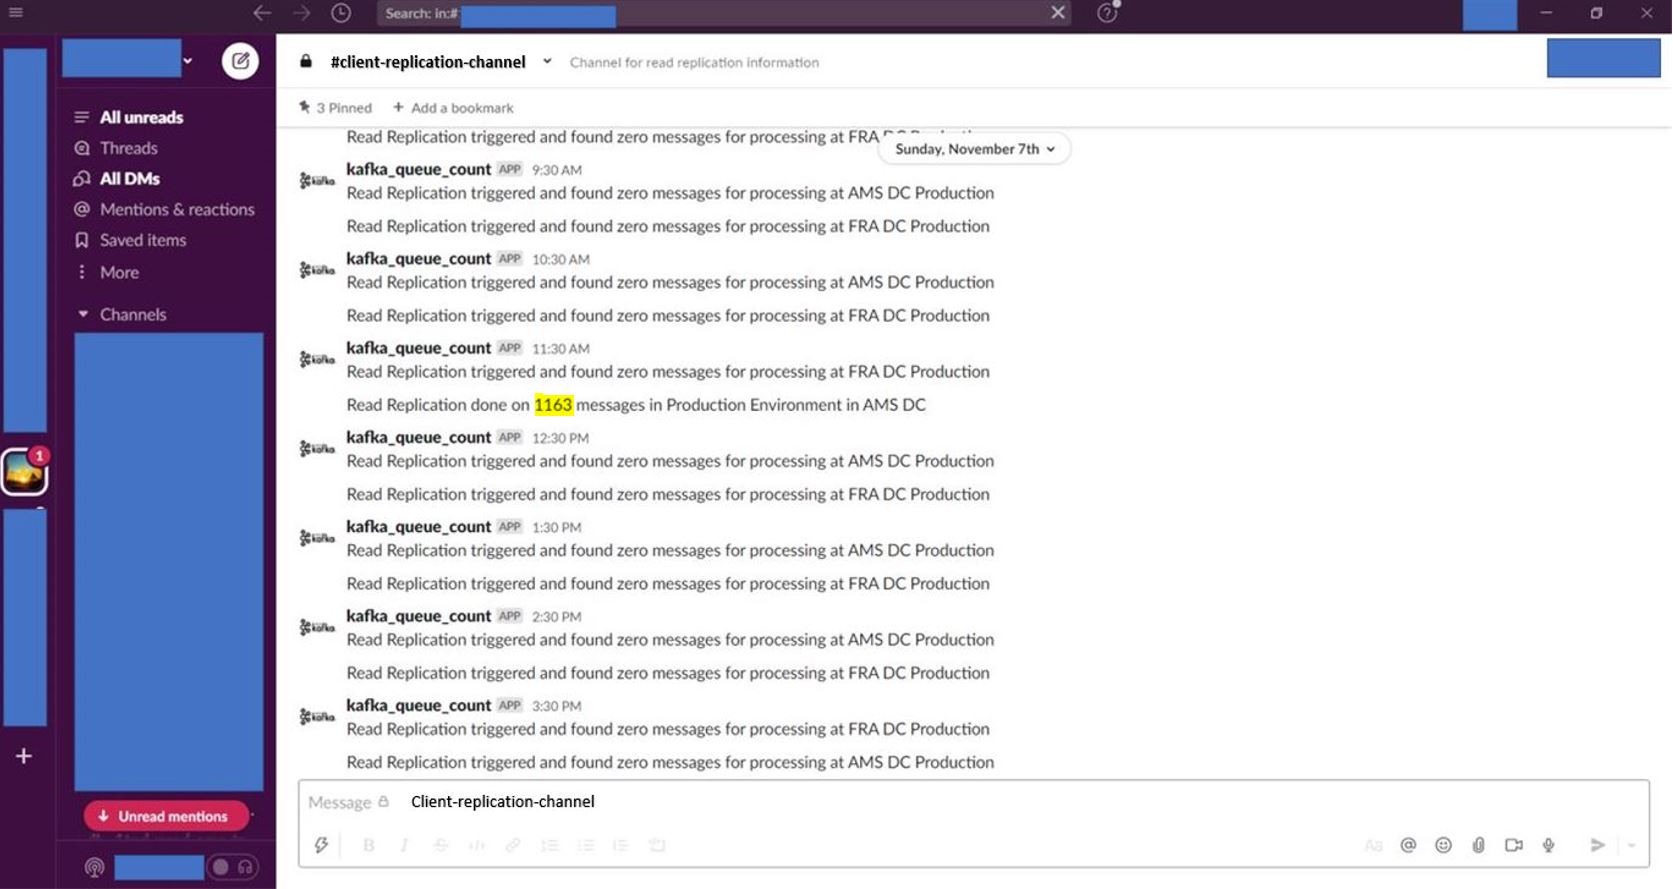 Search: in:#
#client-replication-channel
Channel for read replication information
3 Pinned
+ Add a bookmark
All unreads
Threads
All DMs
Mentions & reactions
Saved items
More
Channels
1
Unread mentions
Read Replication triggered and found zero messages for processing at FRA
Sunday, November 7th
kafka_queue_count APP 9:30 AM
Read Replication triggered and found zero messages for processing at AMS DC Production
Read Replication triggered and found zero messages for processing at FRA DC Production
kafka_queue_count APP 10:30 AM
Read Replication triggered and found zero messages for processing at AMS DC Production
Read Replication triggered and found zero messages for processing at FRA DC Production
kafka_queue_count APP 11:30 AM
Read Replication triggered and found zero messages for processing at FRA DC Production
Read Replication done on 1163 messages in Production Environment in AMS DC
kafka_queue_count APP 12:30 PM
Read Replication triggered and found zero messages for processing at AMS DC Production
Read Replication triggered and found zero messages for processing at FRA DC Production
kafka_queue_count APP 1:30 PM
Read Replication triggered and found zero messages for processing at AMS DC Production
Read Replication triggered and found zero messages for processing at FRA DC Production
kafka_queue_count APP 2:30 PM
Read Replication triggered and found zero messages for processing at AMS DC Production
Read Replication triggered and found zero messages for processing at FRA DC Production
kafka_queue_count APP 3:30 PM
Read Replication triggered and found zero messages for processing at FRA DC Production
Read Replication triggered and found zero messages for processing at AMS DC Production
Message Client-replication-channel
B I S Aa @